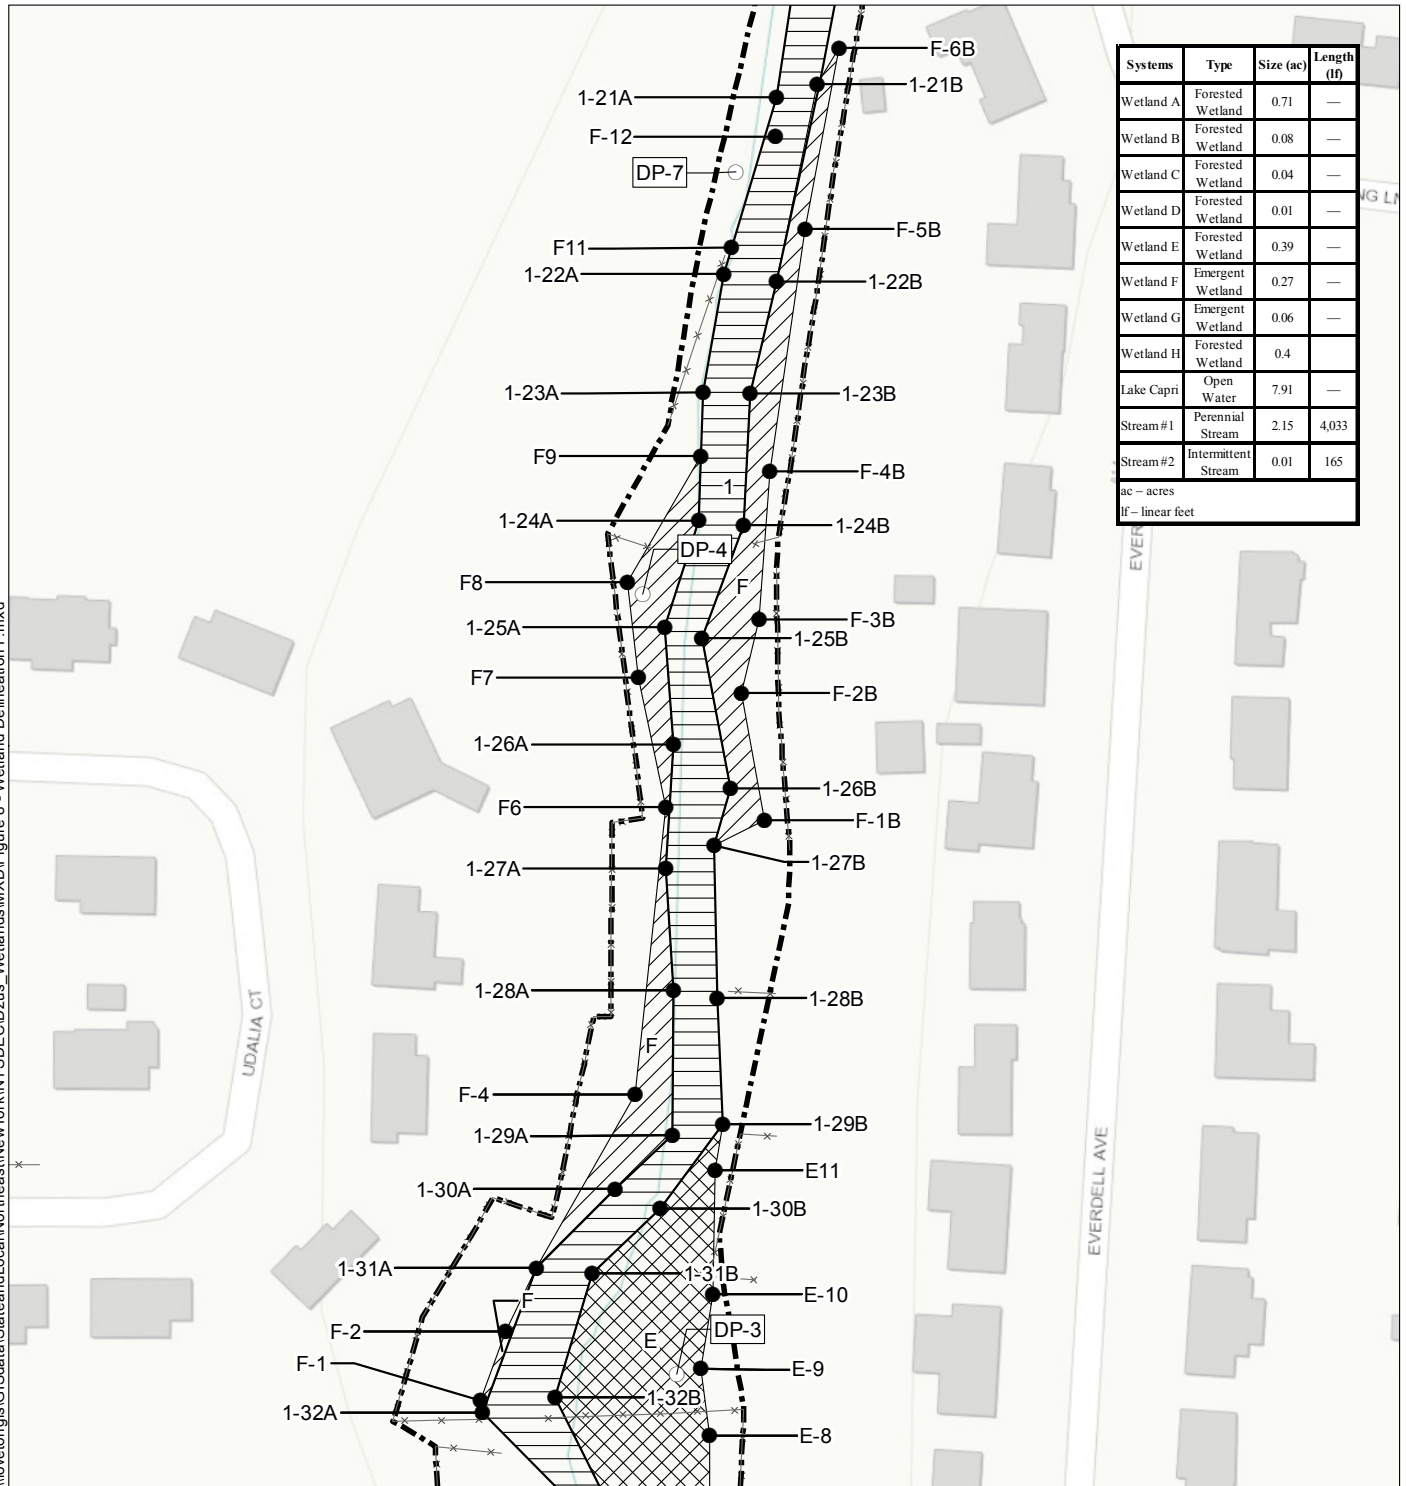 F-6B
1-21B
1-21A
F-12
DP-7
F-5B
F11
1-22A
1-22B
1-23A
1-23B
F9
F-4B
1
1-24A
1-24B
DP-4
F8
F
F-3B
1-25A
1-25B
F7
F-2B
1-26A
1-26B
F6
F-1B
1-27B
1-27A
1-28A
1-28B
F
F-4
1-29B
1-29A
E11
1-30A
1-30B
1-31A
1-31B
E-10
F
F-2
DP-3
E
F-1
E-9
1-32B
1-32A
E-8
UDALIA CT
EVERDELL AVE
EVER
NG LN
Systems Type Size (ac) Length
(lf)
Wetland A Forested Wetland 0.71 —
Wetland B Forested Wetland 0.08 —
Wetland C Forested Wetland 0.04 —
Wetland D Forested Wetland 0.01 —
Wetland E Forested Wetland 0.39 —
Wetland F Emergent Wetland 0.27 —
Wetland G Emergent Wetland 0.06 —
Wetland H Forested Wetland 0.4
Lake Capri Open Water 7.91 —
Stream #1 Perennial Stream 2.15 4,033
Stream #2 Intermittent Stream 0.01 165
ac – acres
lf – linear feet